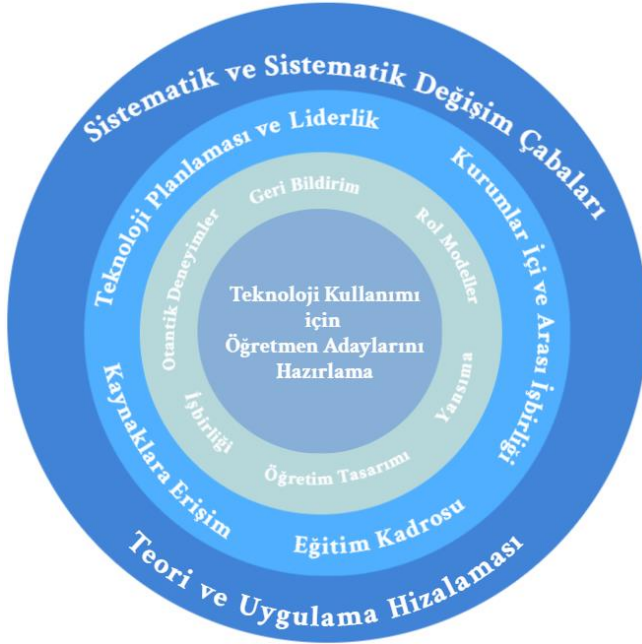 Sistematik ve Sistematik Değişim Çabaları
Teknoloji Planlaması ve Liderlik
Kurumlar İçi ve Arası İşbirliği
Geri Bildirim
Rol Modeller
Otantik Deneyimler
Teknoloji Kullanımı
için
Öğretmen Adaylarını
Hazırlama
Yansıma
İşbirliği
Öğretim Tasarımı
Kaynaklara Erişim
Eğitim Kadrosu
Teori ve Uygulama Hizalaması